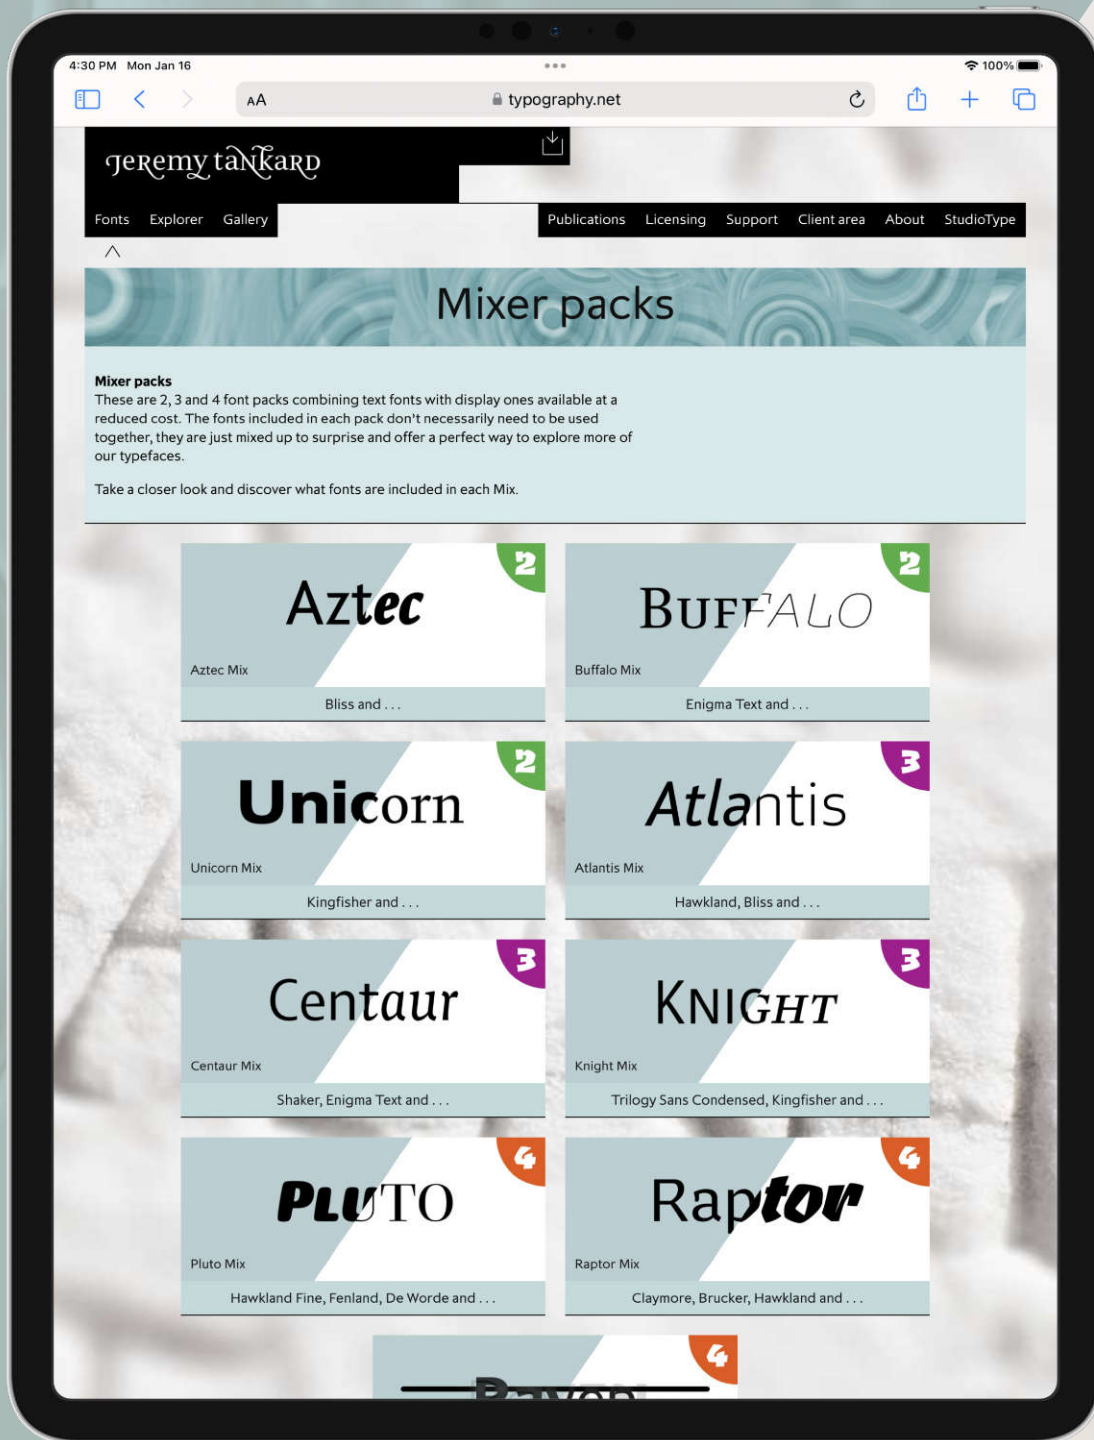 4:30 PM Mon Jan 16
100%
AA
typography.net
Jeremy tankard
Fonts Explorer Gallery
Publications Licensing Support Client area About StudioType
Mixer packs
Mixer packs
These are 2, 3 and 4 font packs combining text fonts with display ones available at a
reduced cost. The fonts included in each pack don't necessarily need to be used
together, they are just mixed up to surprise and offer a perfect way to explore more of
our typefaces.
Take a closer look and discover what fonts are included in each Mix.
2
Aztec
Aztec Mix
Bliss and . . .
2
BUFFALO
Buffalo Mix
Enigma Text and . . .
2
Unicorn
Unicorn Mix
Kingfisher and . . .
3
Atlantis
Atlantis Mix
Hawkland, Bliss and . . .
3
Centaur
Centaur Mix
Shaker, Enigma Text and . . .
3
KNIGHT
Knight Mix
Trilogy Sans Condensed, Kingfisher and . . .
4
PLUTO
Pluto Mix
Hawkland Fine, Fenland, De Worde and . . .
4
Raptor
Raptor Mix
Claymore, Brucker, Hawkland and . . .
4
Raven